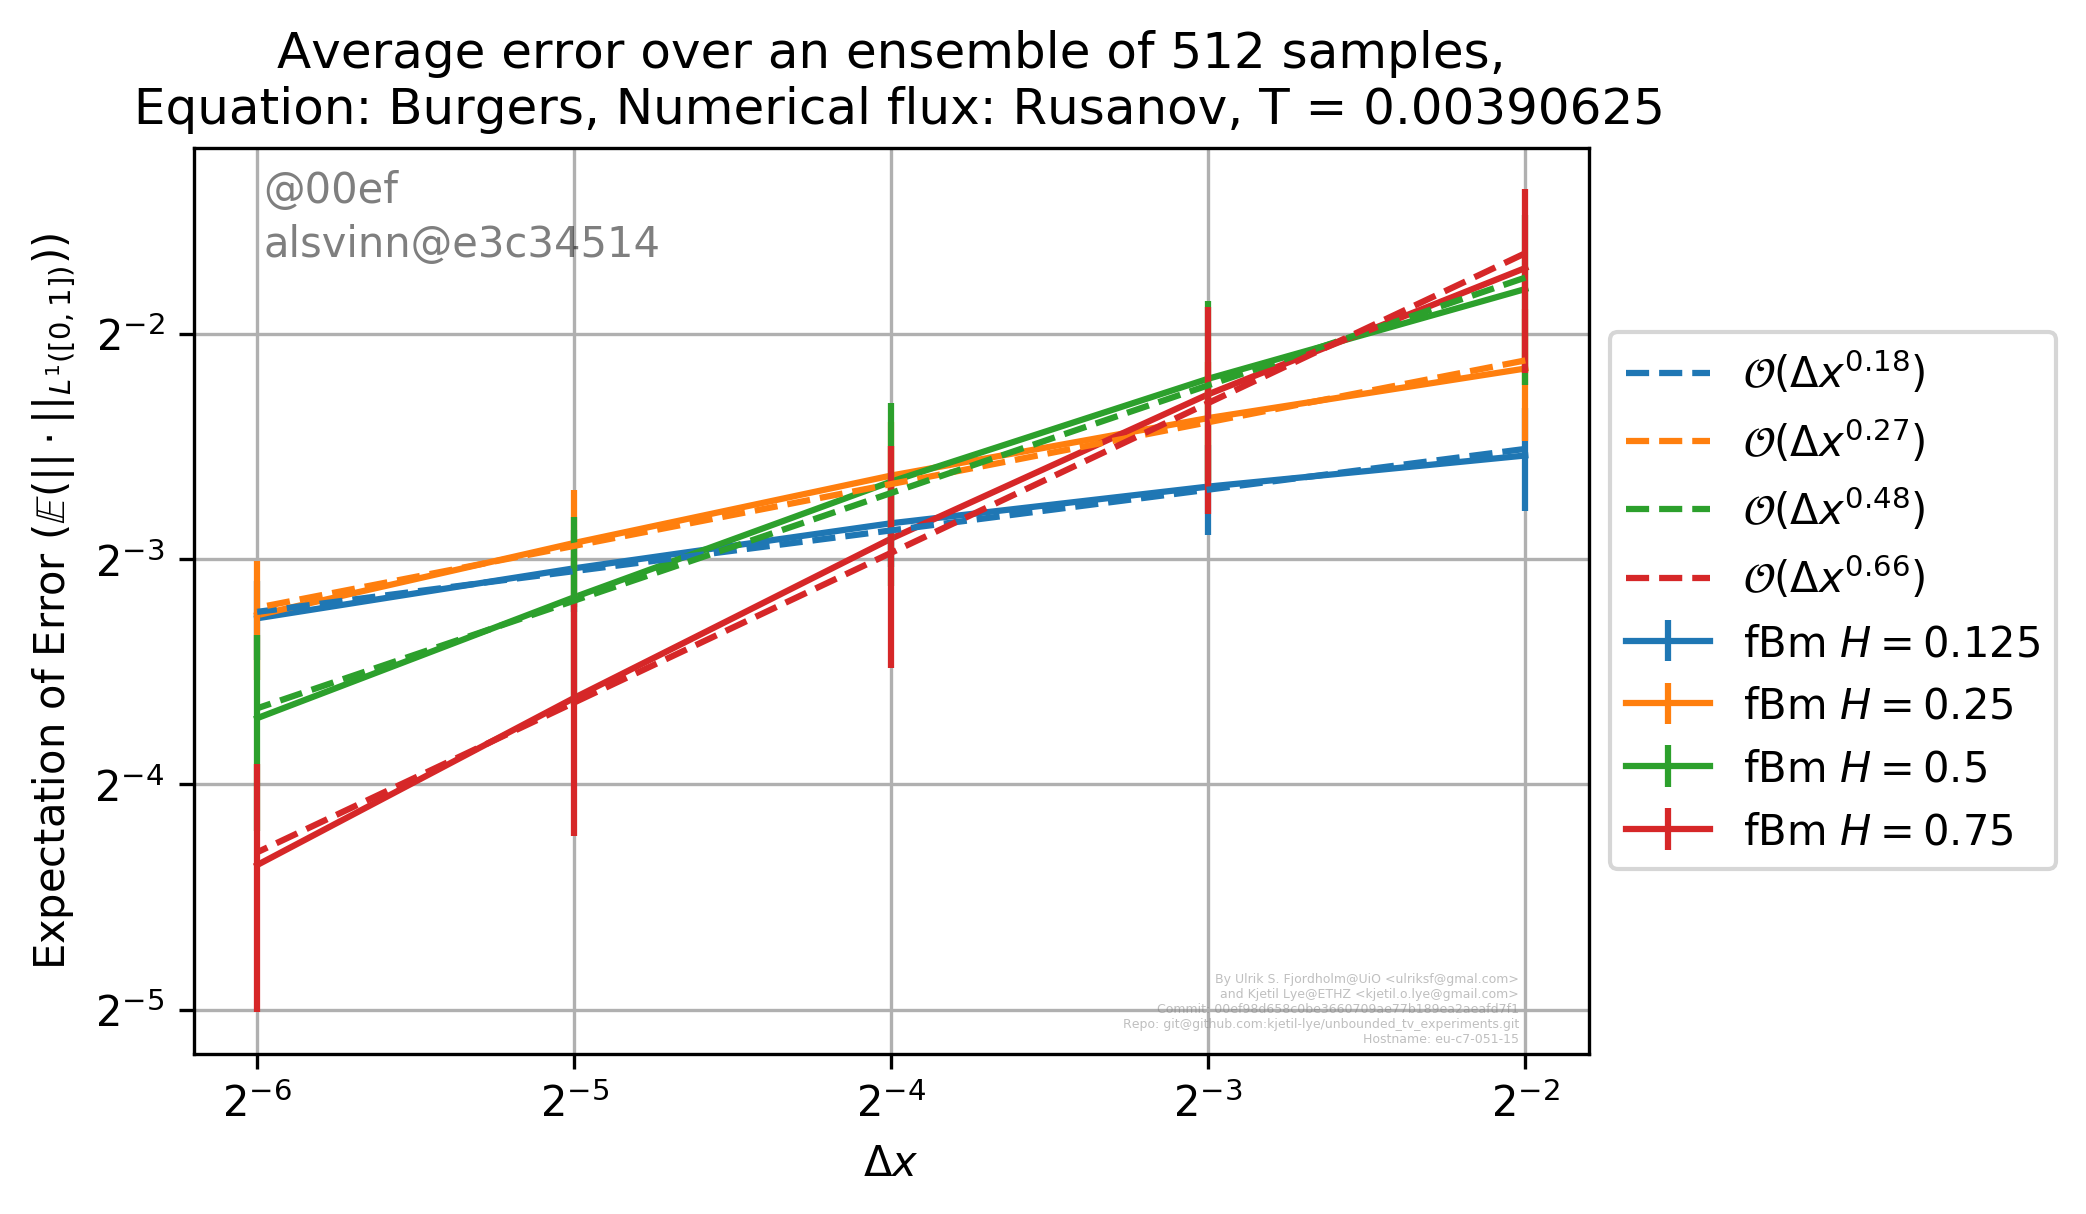 Average error over an ensemble of 512 samples,
Equation: Burgers, Numerical flux: Rusanov, T = 0.00390625
@00ef
alsvinn@e3c34514
Expectation of Error (𝔼(||·||_{L^1([0,1])}))
2^{-2}
2^{-3}
2^{-4}
2^{-5}
2^{-6}
2^{-5}
2^{-4}
2^{-3}
2^{-2}
Δx
By Ulrik S. Fjordholm@UiO <ulriksf@gmal.com>
and Kjetil Lye@ETHZ <kjetil.o.lye@gmail.com>
Commit: 00ef98d658c0be3660709ae77b189ea2aeafd7f1
Repo: git@github.com:kjetil-lye/unbounded_tv_experiments.git
Hostname: eu-c7-051-15
𝒪(Δx^{0.18})
𝒪(Δx^{0.27})
𝒪(Δx^{0.48})
𝒪(Δx^{0.66})
fBm H = 0.125
fBm H = 0.25
fBm H = 0.5
fBm H = 0.75